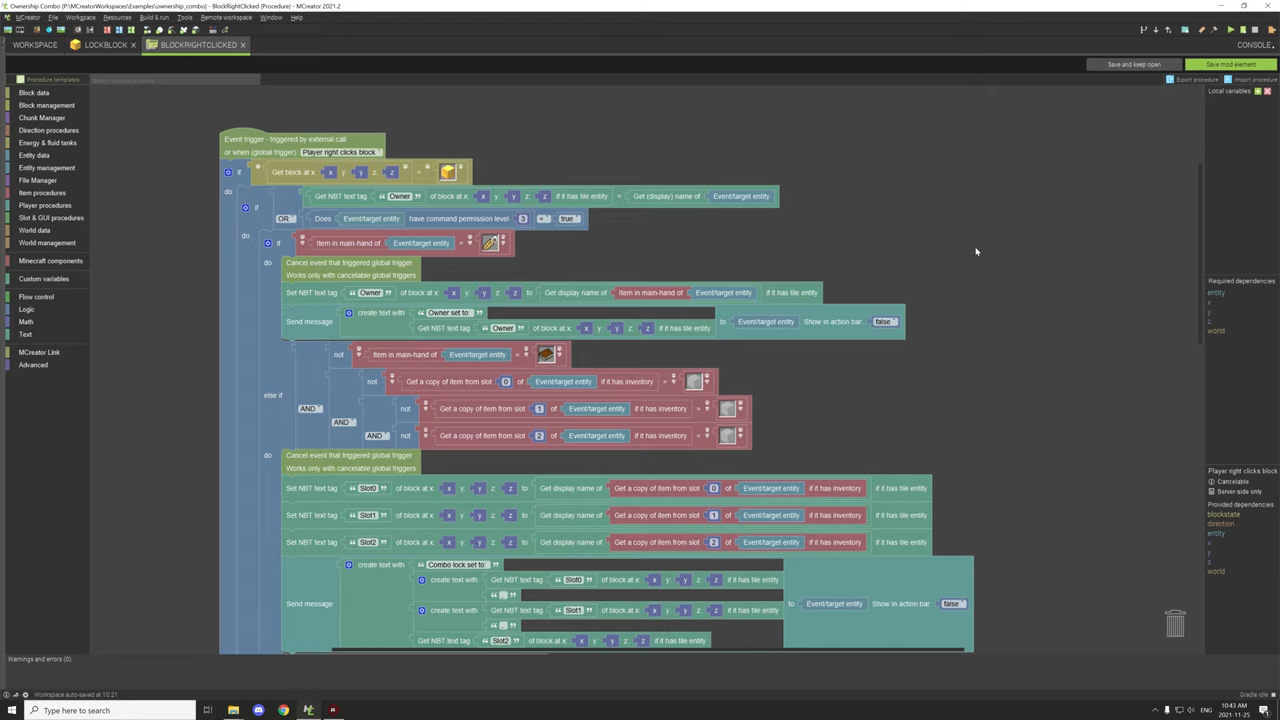 Ownership Combo [P:\MCreatorWorkspaces\Examples\ownership_combo] - BlockRightClicked (Procedure) - MCreator 2021.2
MCreator File Workspace Resources Build & run Tools Remote workspace Window Help
WORKSPACE LOCKBLOCK BLOCKRIGHTCLICKED CONSOLE
Save and keep open Save mod element
Procedure templates
Export procedure Import procedure
Local variables
Block data
Block management
Chunk Manager
Direction procedures
Energy & fluid tanks
Entity data
Entity management
File Manager
Item procedures
Player procedures
Slot & GUI procedures
World data
World management
Minecraft components
Custom variables
Flow control
Logic
Math
Text
MCreator Link
Advanced
Event trigger - triggered by external call
or when (global trigger): Player right clicks block
if Get block at x: x y: y z: z =
do
if OR Get NBT text tag “ Owner ” of block at x: x y: y z: z if it has tile entity = Get (display) name of Event/target entity
Does Event/target entity have command permission level 3 = true
do
if Item in main-hand of Event/target entity =
do Cancel event that triggered global trigger
Works only with cancelable global triggers
Set NBT text tag “ Owner ” of block at x: x y: y z: z to Get display name of Item in main-hand of Event/target entity if it has tile entity
Send message create text with “ Owner set to: ”
Get NBT text tag “ Owner ” of block at x: x y: y z: z if it has tile entity to Event/target entity Show in action bar: false
not Item in main-hand of Event/target entity =
not Get a copy of item from slot 0 of Event/target entity if it has inventory =
else if
AND not Get a copy of item from slot 1 of Event/target entity if it has inventory =
AND
AND not Get a copy of item from slot 2 of Event/target entity if it has inventory =
do Cancel event that triggered global trigger
Works only with cancelable global triggers
Set NBT text tag “ Slot0 ” of block at x: x y: y z: z to Get display name of Get a copy of item from slot 0 of Event/target entity if it has inventory if it has tile entity
Set NBT text tag “ Slot1 ” of block at x: x y: y z: z to Get display name of Get a copy of item from slot 1 of Event/target entity if it has inventory if it has tile entity
Set NBT text tag “ Slot2 ” of block at x: x y: y z: z to Get display name of Get a copy of item from slot 2 of Event/target entity if it has inventory if it has tile entity
create text with “ Combo lock set to: ”
create text with Get NBT text tag “ Slot0 ” of block at x: x y: y z: z if it has tile entity
Send message to Event/target entity Show in action bar: false
create text with Get NBT text tag “ Slot1 ” of block at x: x y: y z: z if it has tile entity
Get NBT text tag “ Slot2 ” of block at x: x y: y z: z if it has tile entity
Required dependencies
entity
x
y
z
world
Player right clicks block
Cancelable
Server-side only
Provided dependencies
blockstate
direction
entity
x
y
z
world
Warnings and errors (0)
Workspace auto-saved at 10:21
Gradle idle
Type here to search
ENG
10:43 AM
2021-11-25